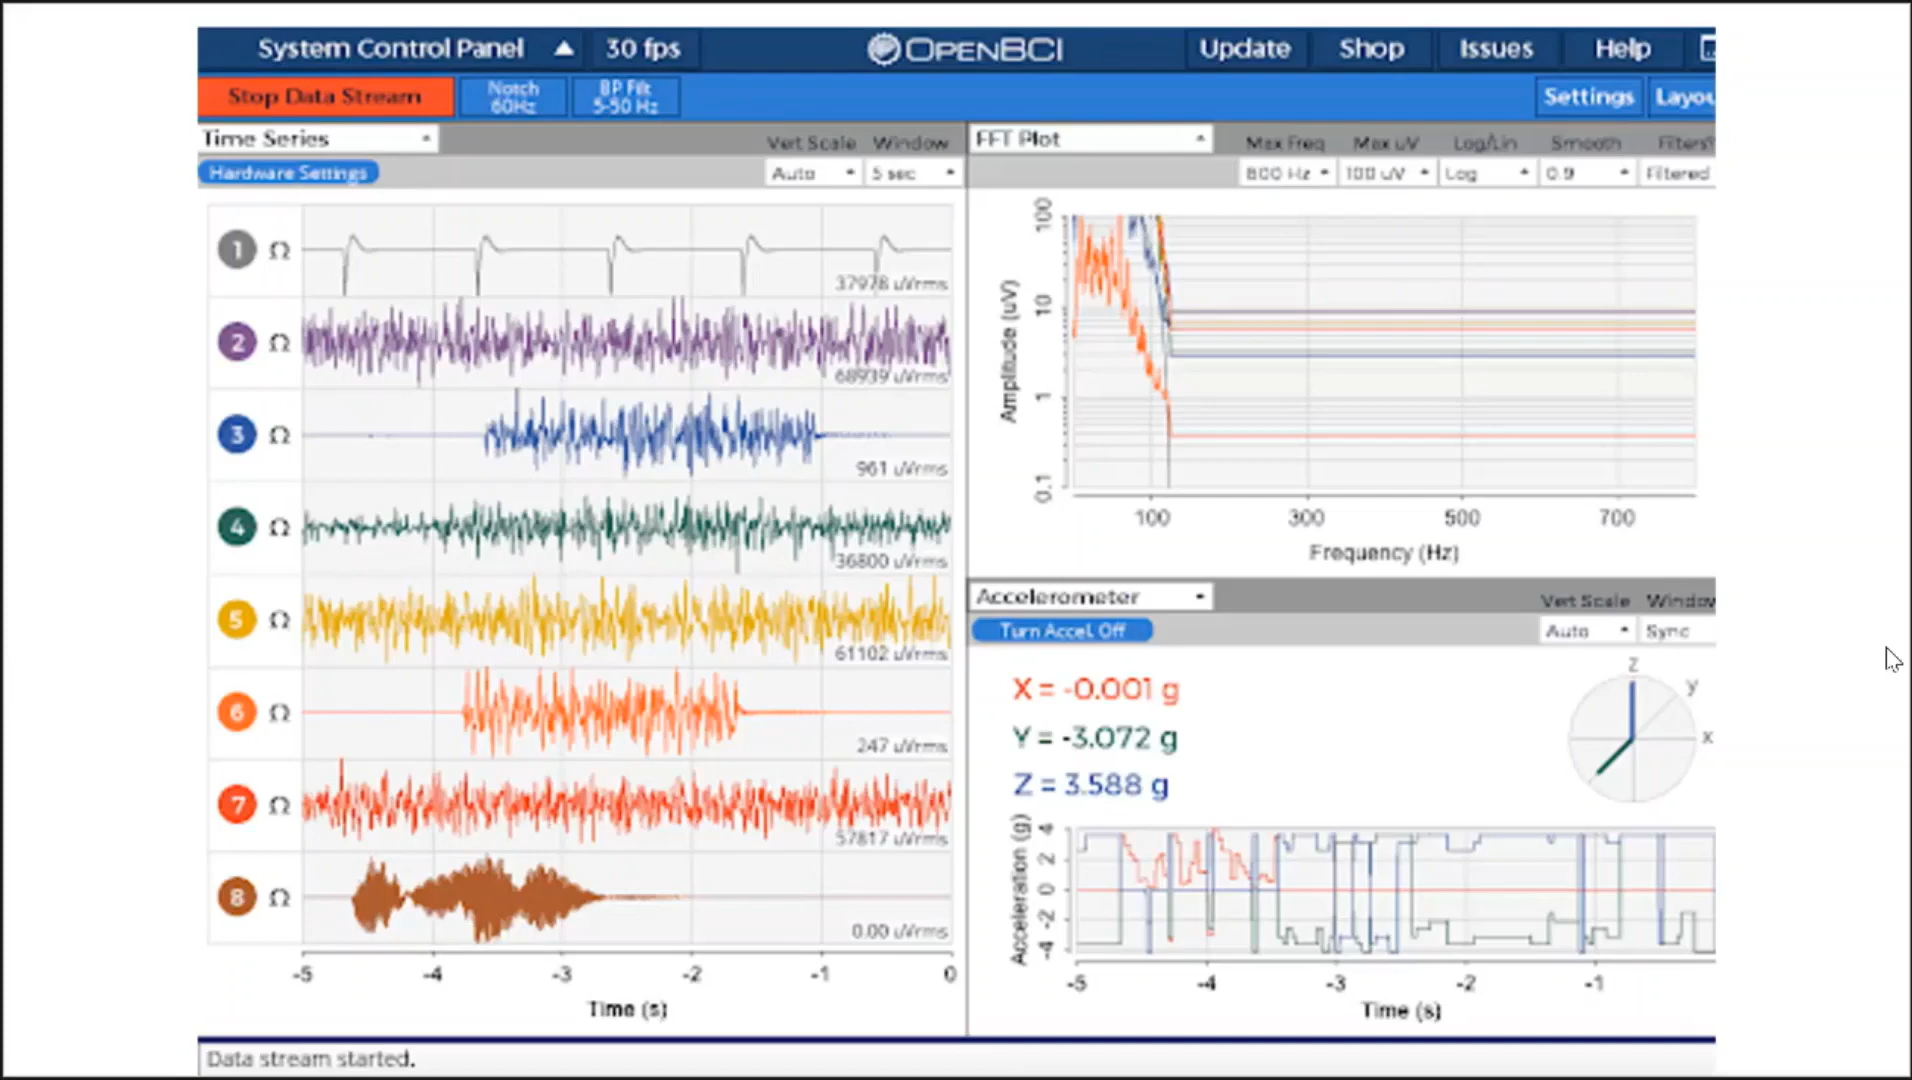 System Control Panel 30 fps OPENBCI Update Shop Issues Help
Stop Data Stream Notch 60Hz BP Filt 5-50 Hz Settings Layou
Time Series Vert Scale Window
Hardware Settings Auto 5 sec
1 Ω 37978 uVrms
2 Ω 68939 uVrms
3 Ω 961 uVrms
4 Ω 36800 uVrms
5 Ω 61102 uVrms
6 Ω 247 uVrms
7 Ω 57817 uVrms
8 Ω 0.00 uVrms
-5 -4 -3 -2 -1 0
Time (s)
FFT Plot Max Freq Max uV Log/Lin Smooth Filters?
800 Hz 100 uV Log 0.9 Filtered
100
10
1
0.1
Amplitude (uV)
100 300 500 700
Frequency (Hz)
Accelerometer Vert Scale Window
Turn Accel. Off Auto Sync
X = -0.001 g
Y = -3.072 g
Z = 3.588 g
z
y
x
4
2
0
-2
-4
Acceleration (g)
-5 -4 -3 -2 -1
Time (s)
Data stream started.